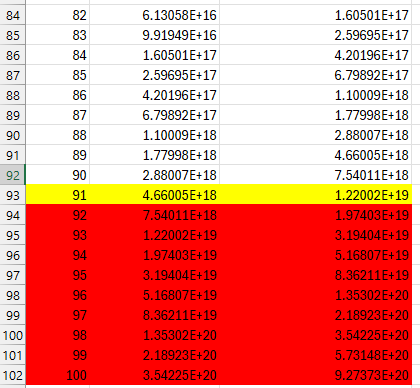 84 82 6.13058E+16 1.60501E+17
85 83 9.91949E+16 2.59695E+17
86 84 1.60501E+17 4.20196E+17
87 85 2.59695E+17 6.79892E+17
88 86 4.20196E+17 1.10009E+18
89 87 6.79892E+17 1.77998E+18
90 88 1.10009E+18 2.88007E+18
91 89 1.77998E+18 4.66005E+18
92 90 2.88007E+18 7.54011E+18
93 91 4.66005E+18 1.22002E+19
94 92 7.54011E+18 1.97403E+19
95 93 1.22002E+19 3.19404E+19
96 94 1.97403E+19 5.16807E+19
97 95 3.19404E+19 8.36211E+19
98 96 5.16807E+19 1.35302E+20
99 97 8.36211E+19 2.18923E+20
100 98 1.35302E+20 3.54225E+20
101 99 2.18923E+20 5.73148E+20
102 100 3.54225E+20 9.27373E+20